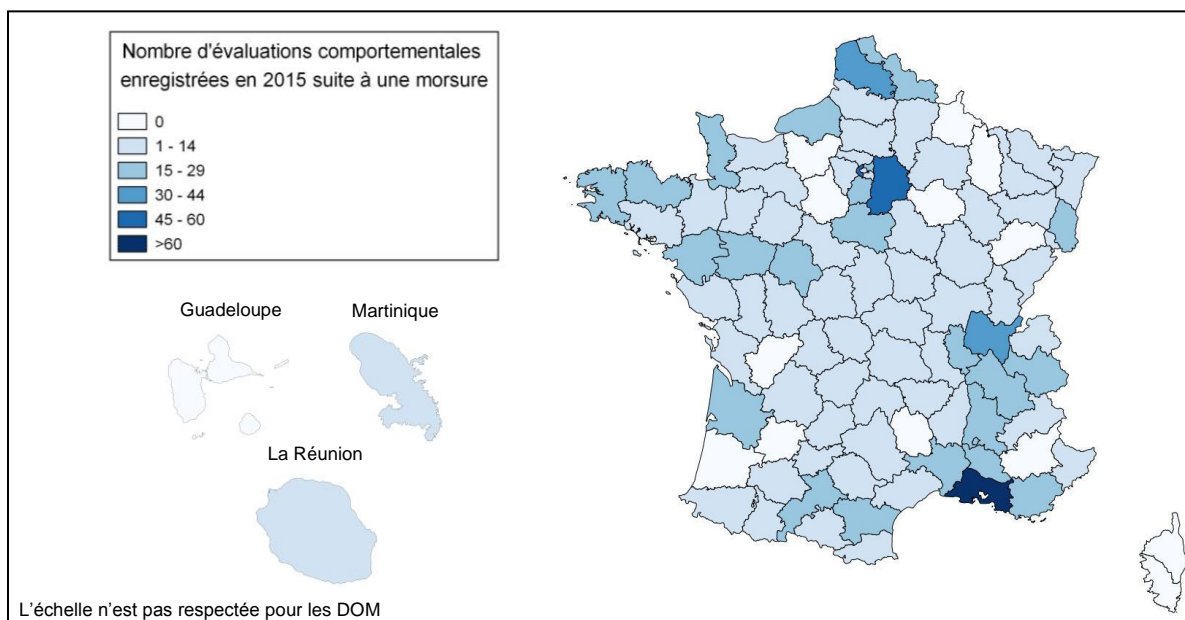 Nombre d'évaluations comportementales
enregistrées en 2015 suite à une morsure
0
1 - 14
15 - 29
30 - 44
45 - 60
>60
Guadeloupe
Martinique
La Réunion
L'échelle n'est pas respectée pour les DOM